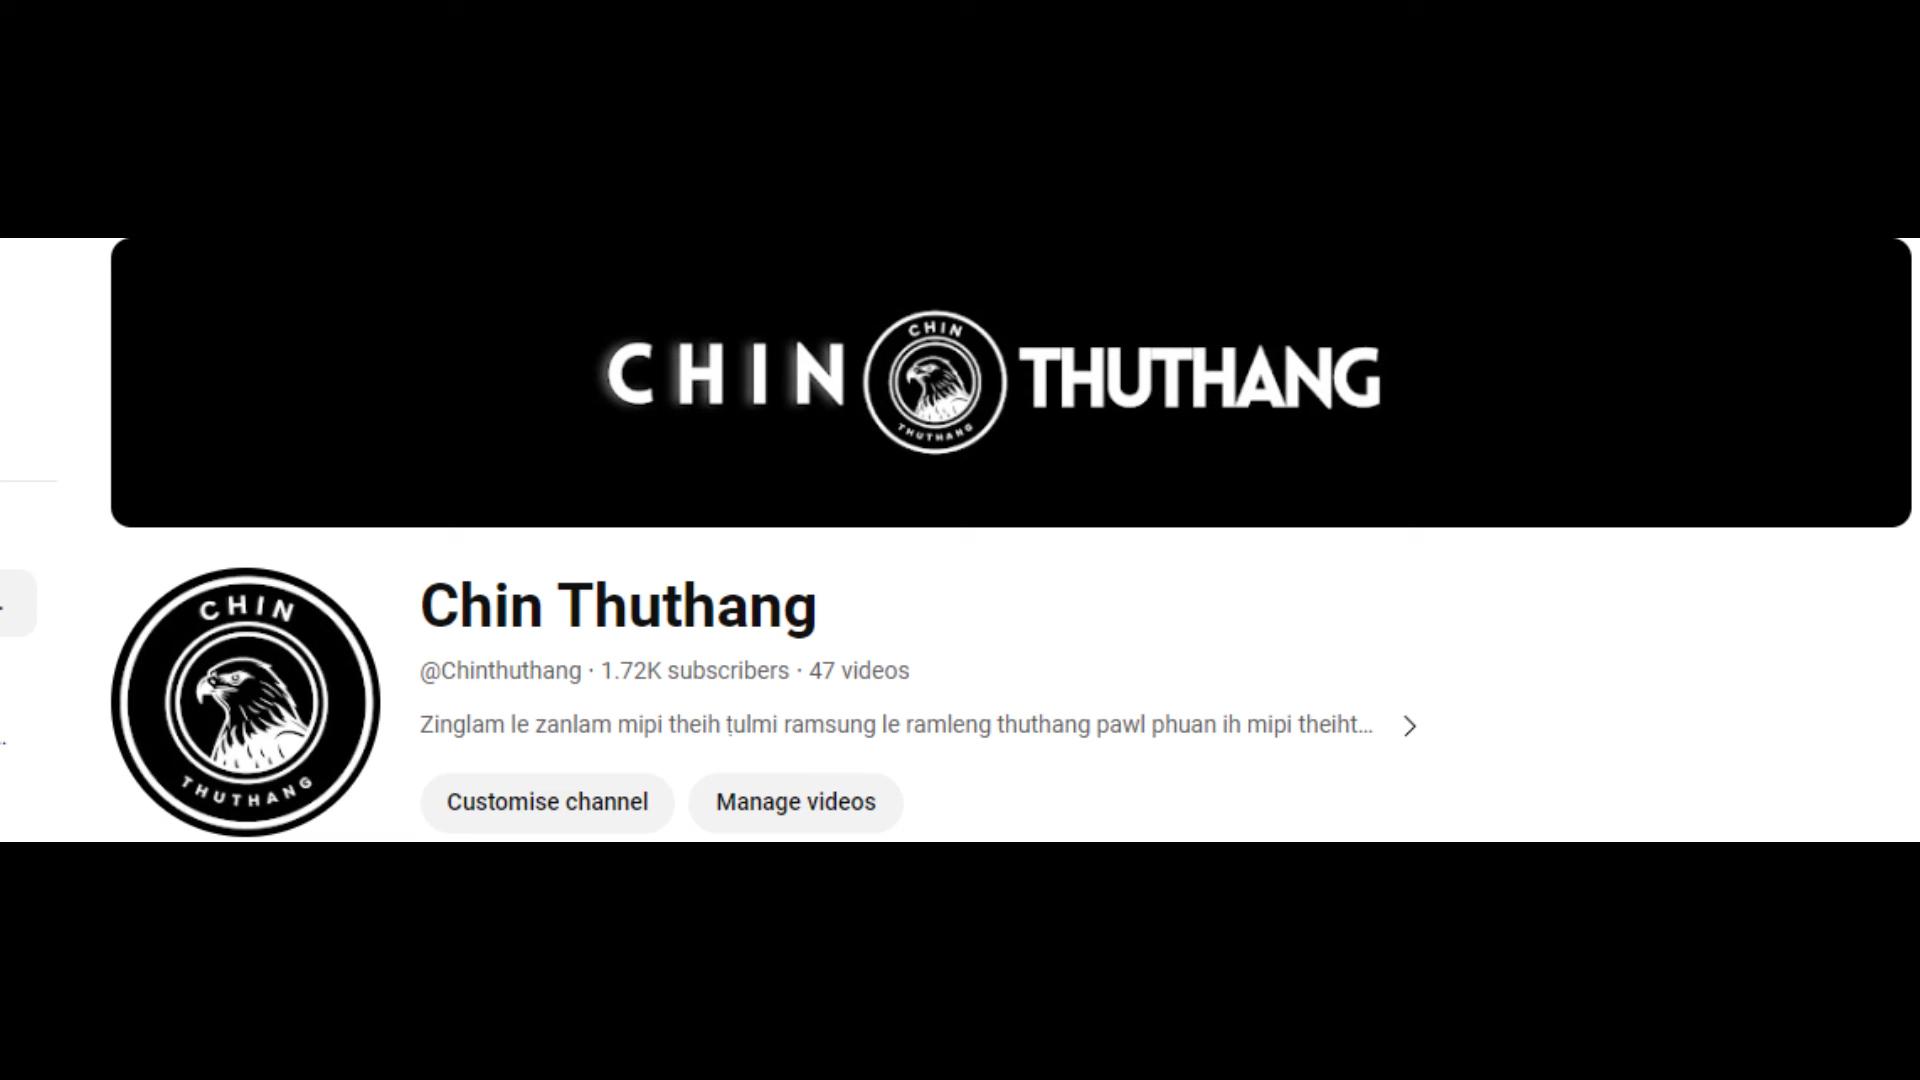 CHIN CHIN THUTHANG THUTHANG
CHIN
THUTHANG
Chin Thuthang
@Chinthuthang · 1.72K subscribers · 47 videos
Zinglam le zanlam mipi theih ṭulmi ramsung le ramleng thuthang pawl phuan ih mipi theiht...
Customise channel Manage videos